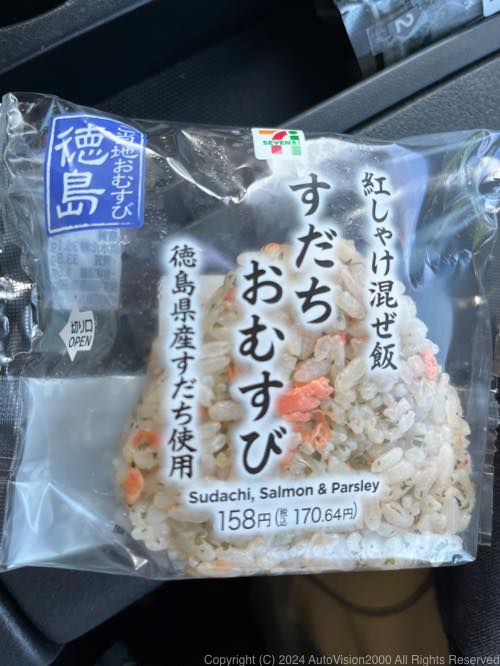 ご当地おむすび
徳島
SEVEN
紅しゃけ混ぜ飯
すだち
おむすび
徳島県産すだち使用
切り口
OPEN
Sudachi, Salmon & Parsley
158円(税込 170.64円)
Copyright (C) 2024 AutoVision2000 All Rights Reserved